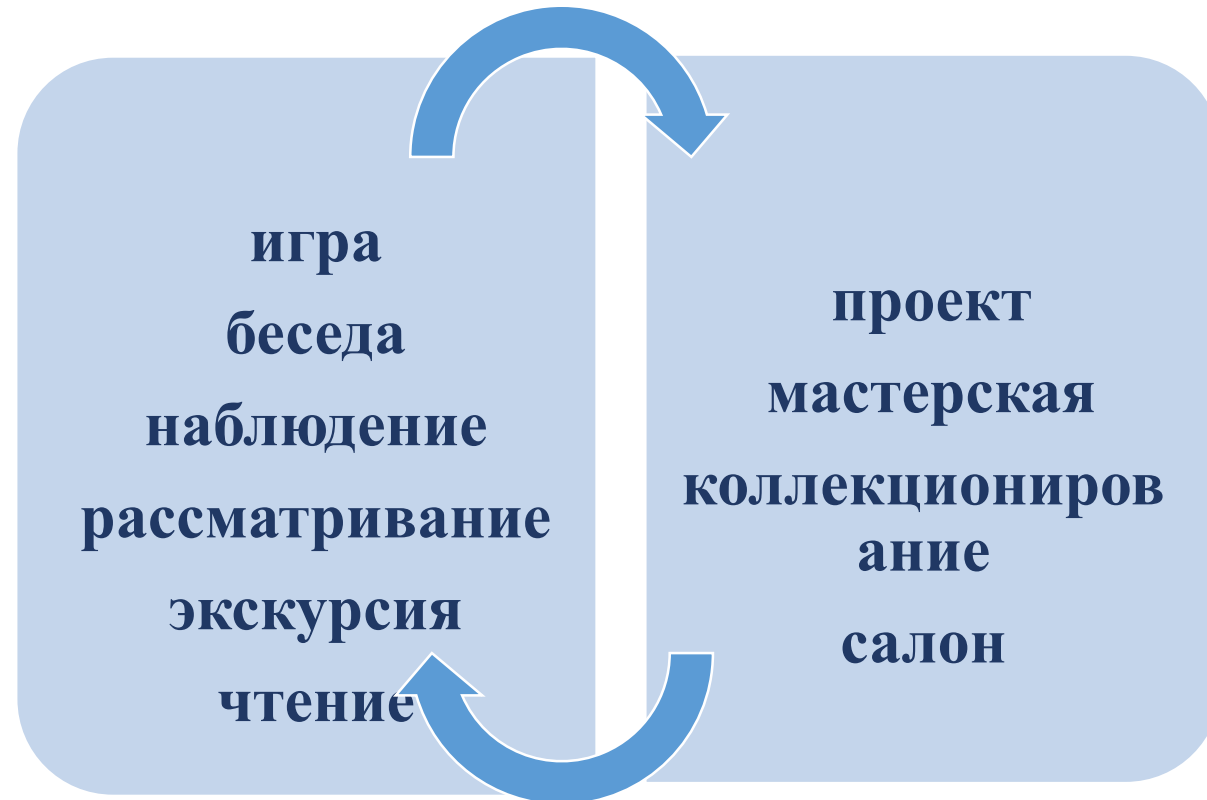 игра
беседа
наблюдение
рассматривание
экскурсия
чтение
проект
мастерская
коллекциониров
ание
салон